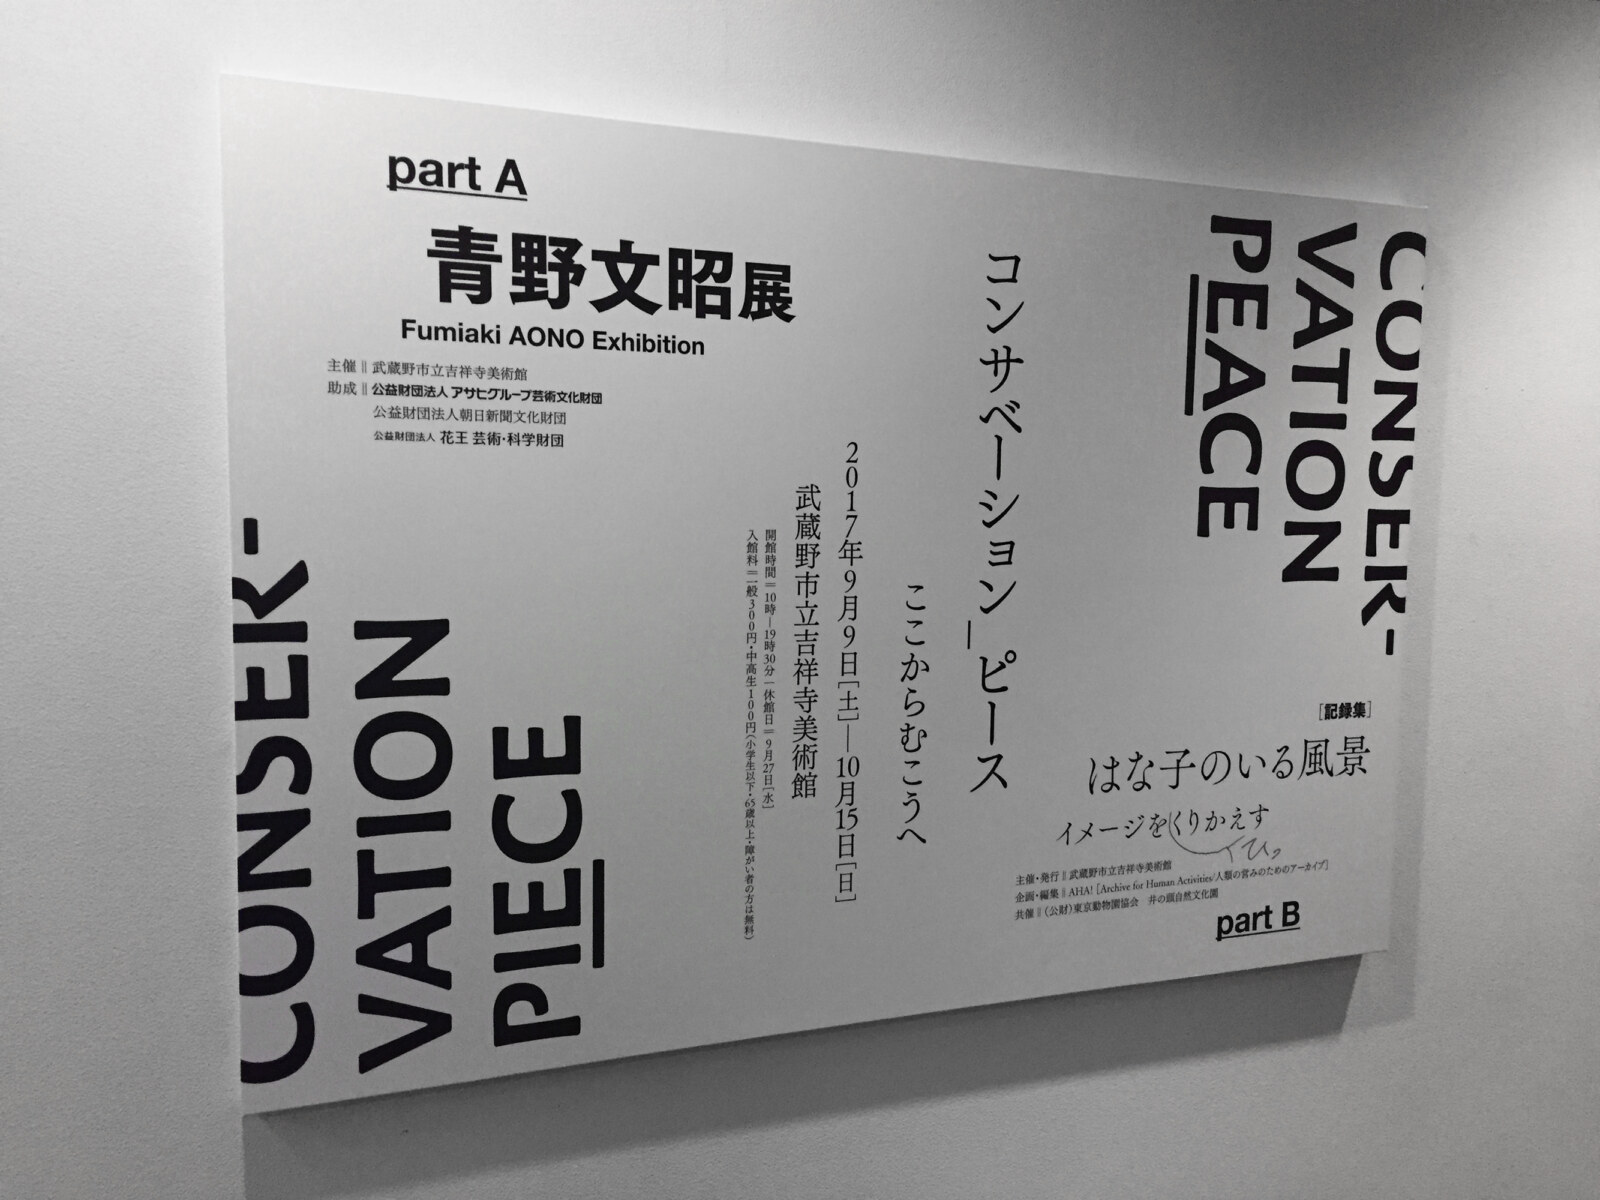 part A
青野文昭展
Fumiaki AONO Exhibition
主催‖武蔵野市立吉祥寺美術館
助成‖公益財団法人 アサヒグループ芸術文化財団
公益財団法人朝日新聞文化財団
公益財団法人 花王 芸術・科学財団
CONSER-
VATION
PIECE
CONSER-
VATION
PEACE
コンサベーション_ピース
ここからむこうへ
2017年9月9日[土]—10月15日[日]
武蔵野市立吉祥寺美術館
開館時間=10時—19時30分|休館日=9月27日[水]
入館料=一般300円・中高生100円(小学生以下・65歳以上・障がい者の方は無料)
[記録集]
はな子のいる風景
イメージをくりかえす
くひっ
主催・発行‖武蔵野市立吉祥寺美術館
企画・編集‖AHA! [Archive for Human Activities/人類の営みのためのアーカイブ]
共催‖(公財)東京動物園協会 井の頭自然文化園
part B